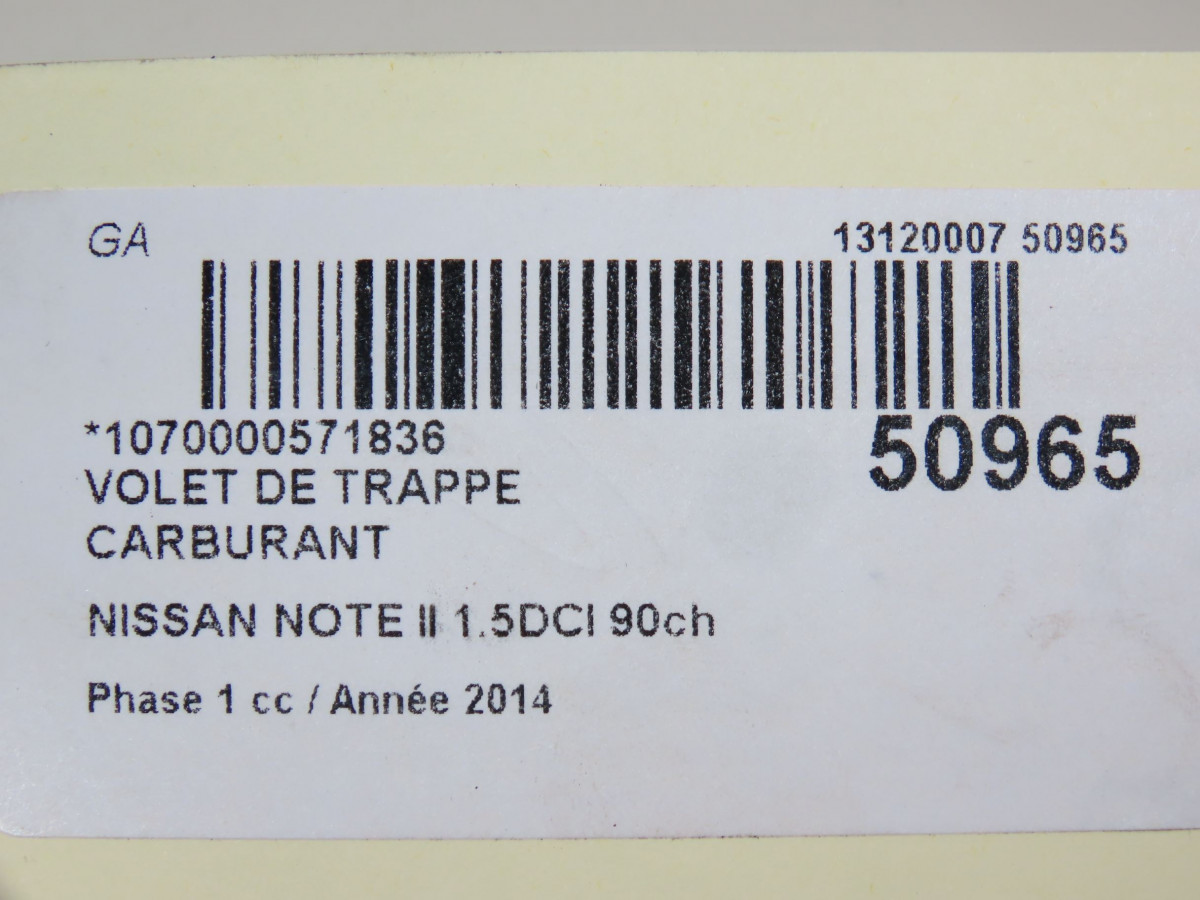 GA
13120007 50965
*1070000571836
50965
VOLET DE TRAPPE
CARBURANT
NISSAN NOTE II 1.5DCI 90ch
Phase 1 cc / Année 2014